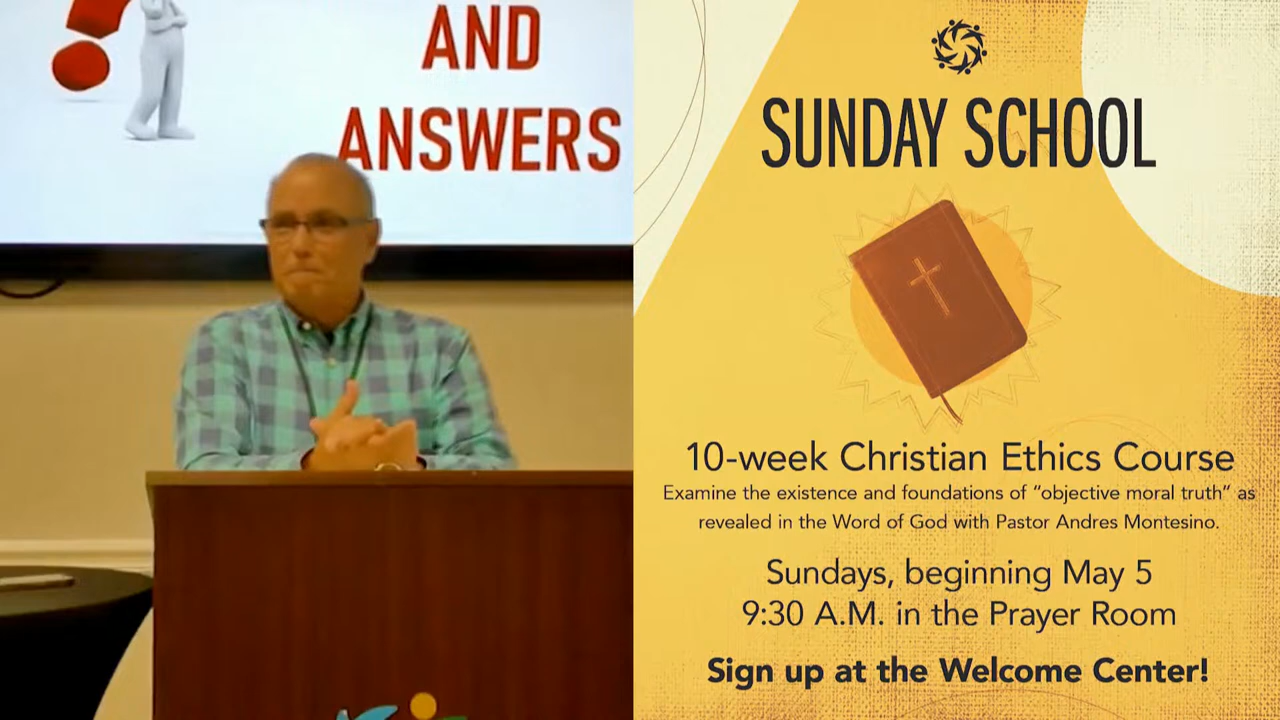 AND
ANSWERS
SUNDAY SCHOOL
10-week Christian Ethics Course
Examine the existence and foundations of “objective moral truth” as
revealed in the Word of God with Pastor Andres Montesino.
Sundays, beginning May 5
9:30 A.M. in the Prayer Room
Sign up at the Welcome Center!